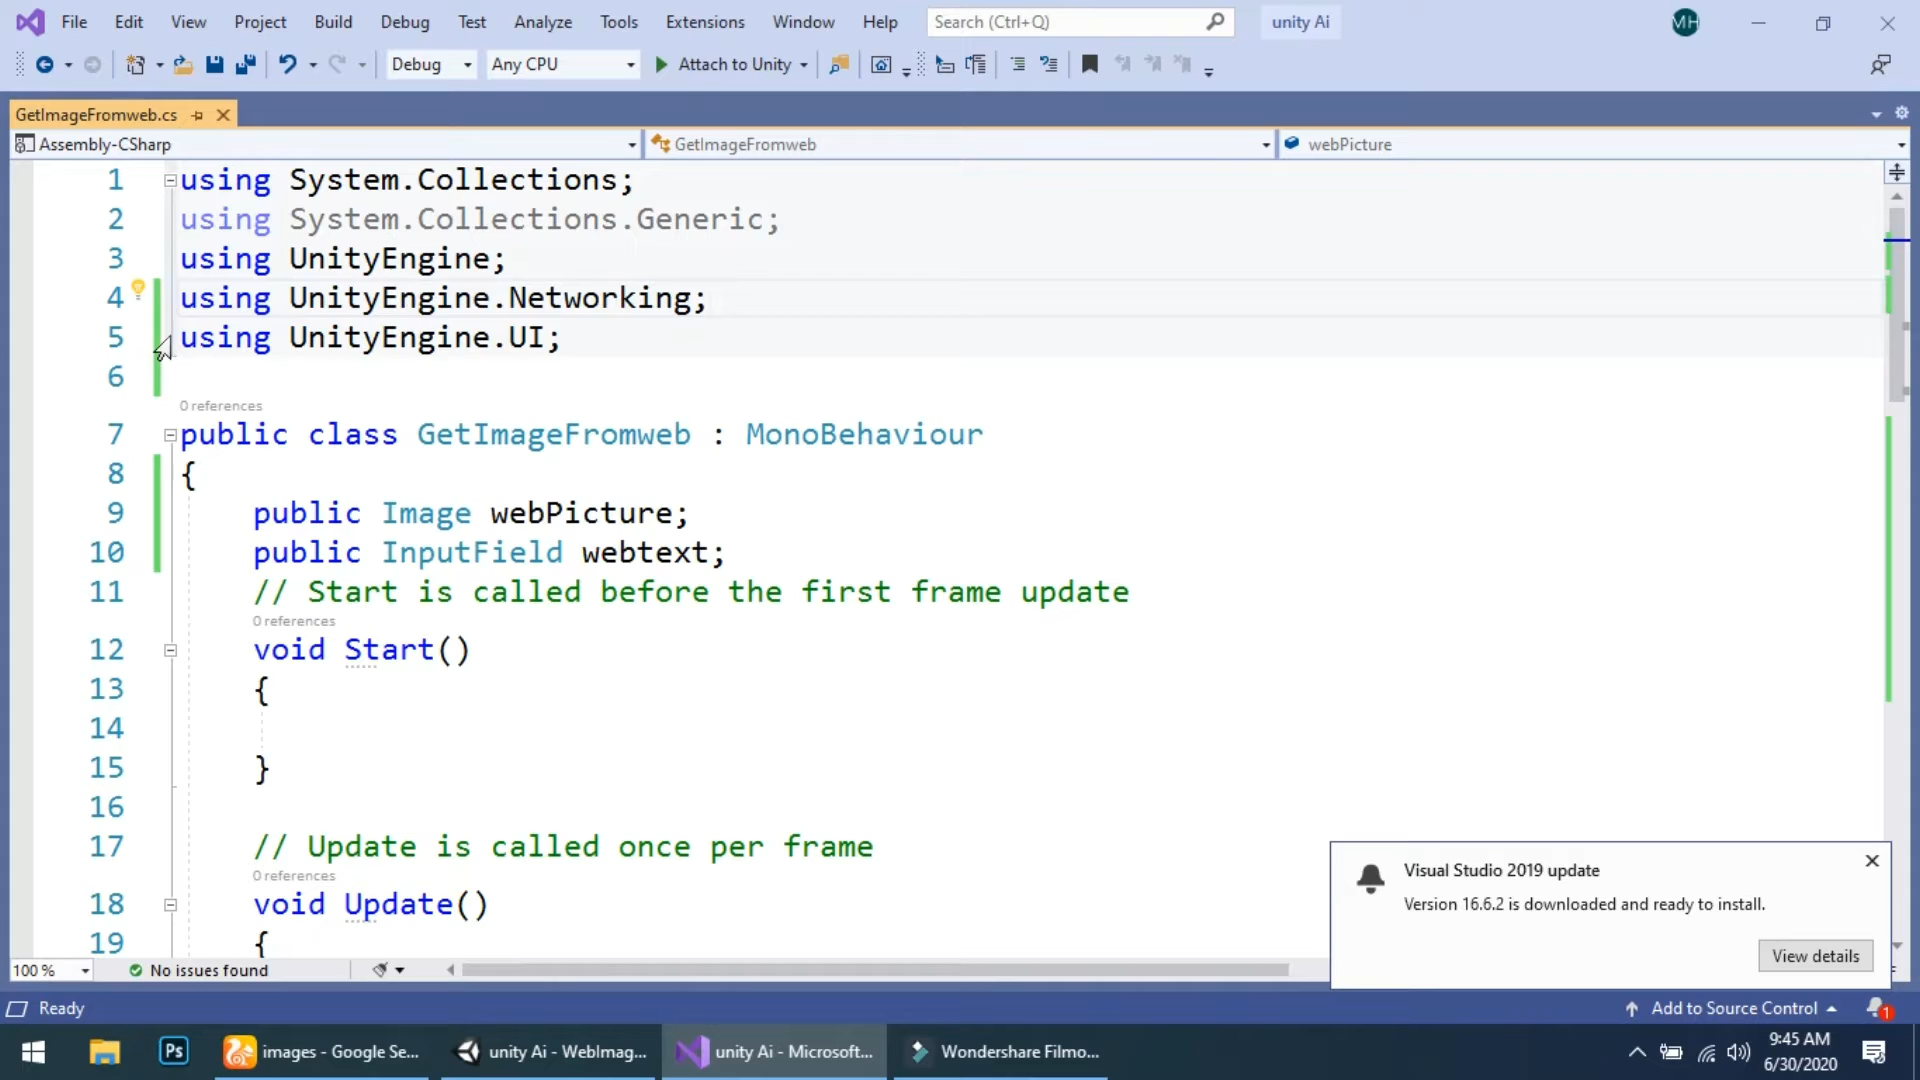 File Edit View Project Build Debug Test Analyze Tools Extensions Window Help Search (Ctrl+Q) unity Ai MH
Debug Any CPU Attach to Unity
GetImageFromweb.cs
Assembly-CSharp GetImageFromweb webPicture
1 using System.Collections;
2 using System.Collections.Generic;
3 using UnityEngine;
4 using UnityEngine.Networking;
5 using UnityEngine.UI;
6
0 references
7 public class GetImageFromweb : MonoBehaviour
8 {
9 public Image webPicture;
10 public InputField webtext;
11 // Start is called before the first frame update
0 references
12 void Start()
13 {
14
15 }
16
17 // Update is called once per frame
0 references
18 void Update()
19 {
Visual Studio 2019 update
Version 16.6.2 is downloaded and ready to install.
View details
100 % No issues found
Ready Add to Source Control 1
Ps images - Google Se... unity Ai - WebImag... unity Ai - Microsoft... Wondershare Filmo...
9:45 AM
6/30/2020